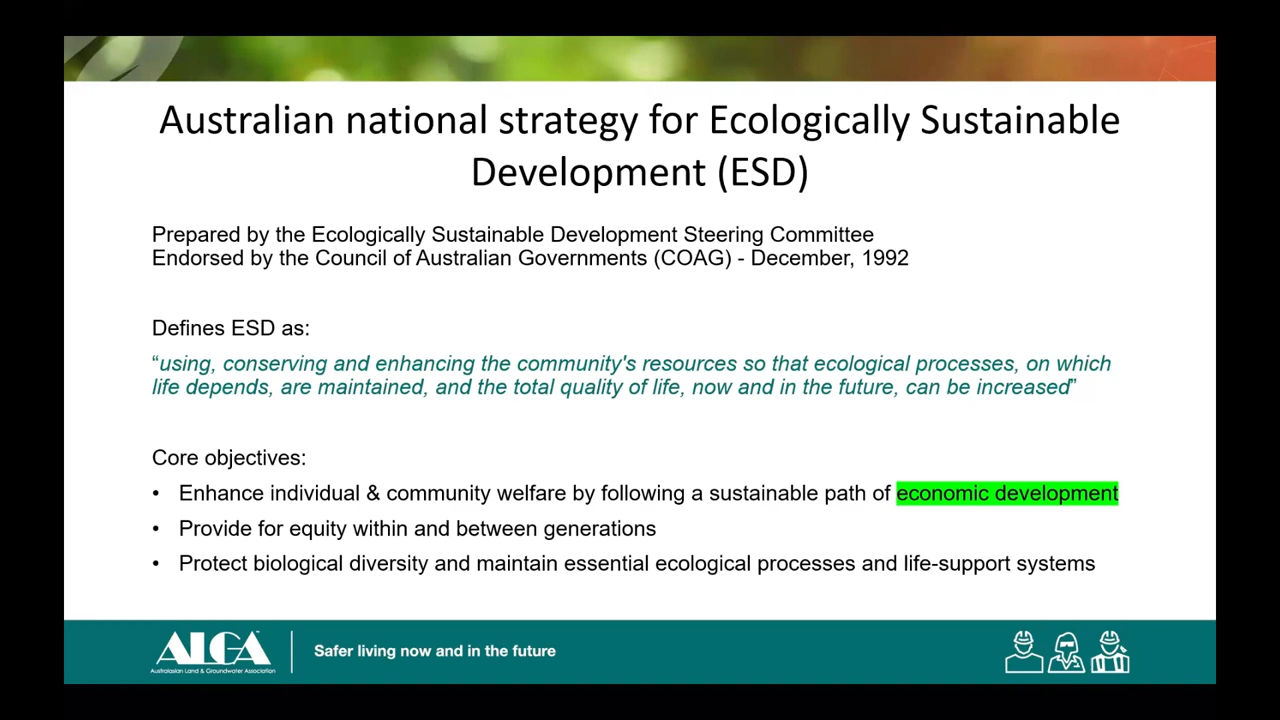 Australian national strategy for Ecologically Sustainable
Development (ESD)
Prepared by the Ecologically Sustainable Development Steering Committee
Endorsed by the Council of Australian Governments (COAG) - December, 1992
Defines ESD as:
“using, conserving and enhancing the community's resources so that ecological processes, on which
life depends, are maintained, and the total quality of life, now and in the future, can be increased”
Core objectives:
• Enhance individual & community welfare by following a sustainable path of economic development
• Provide for equity within and between generations
• Protect biological diversity and maintain essential ecological processes and life-support systems
ALGA
Australasian Land & Groundwater Association
Safer living now and in the future